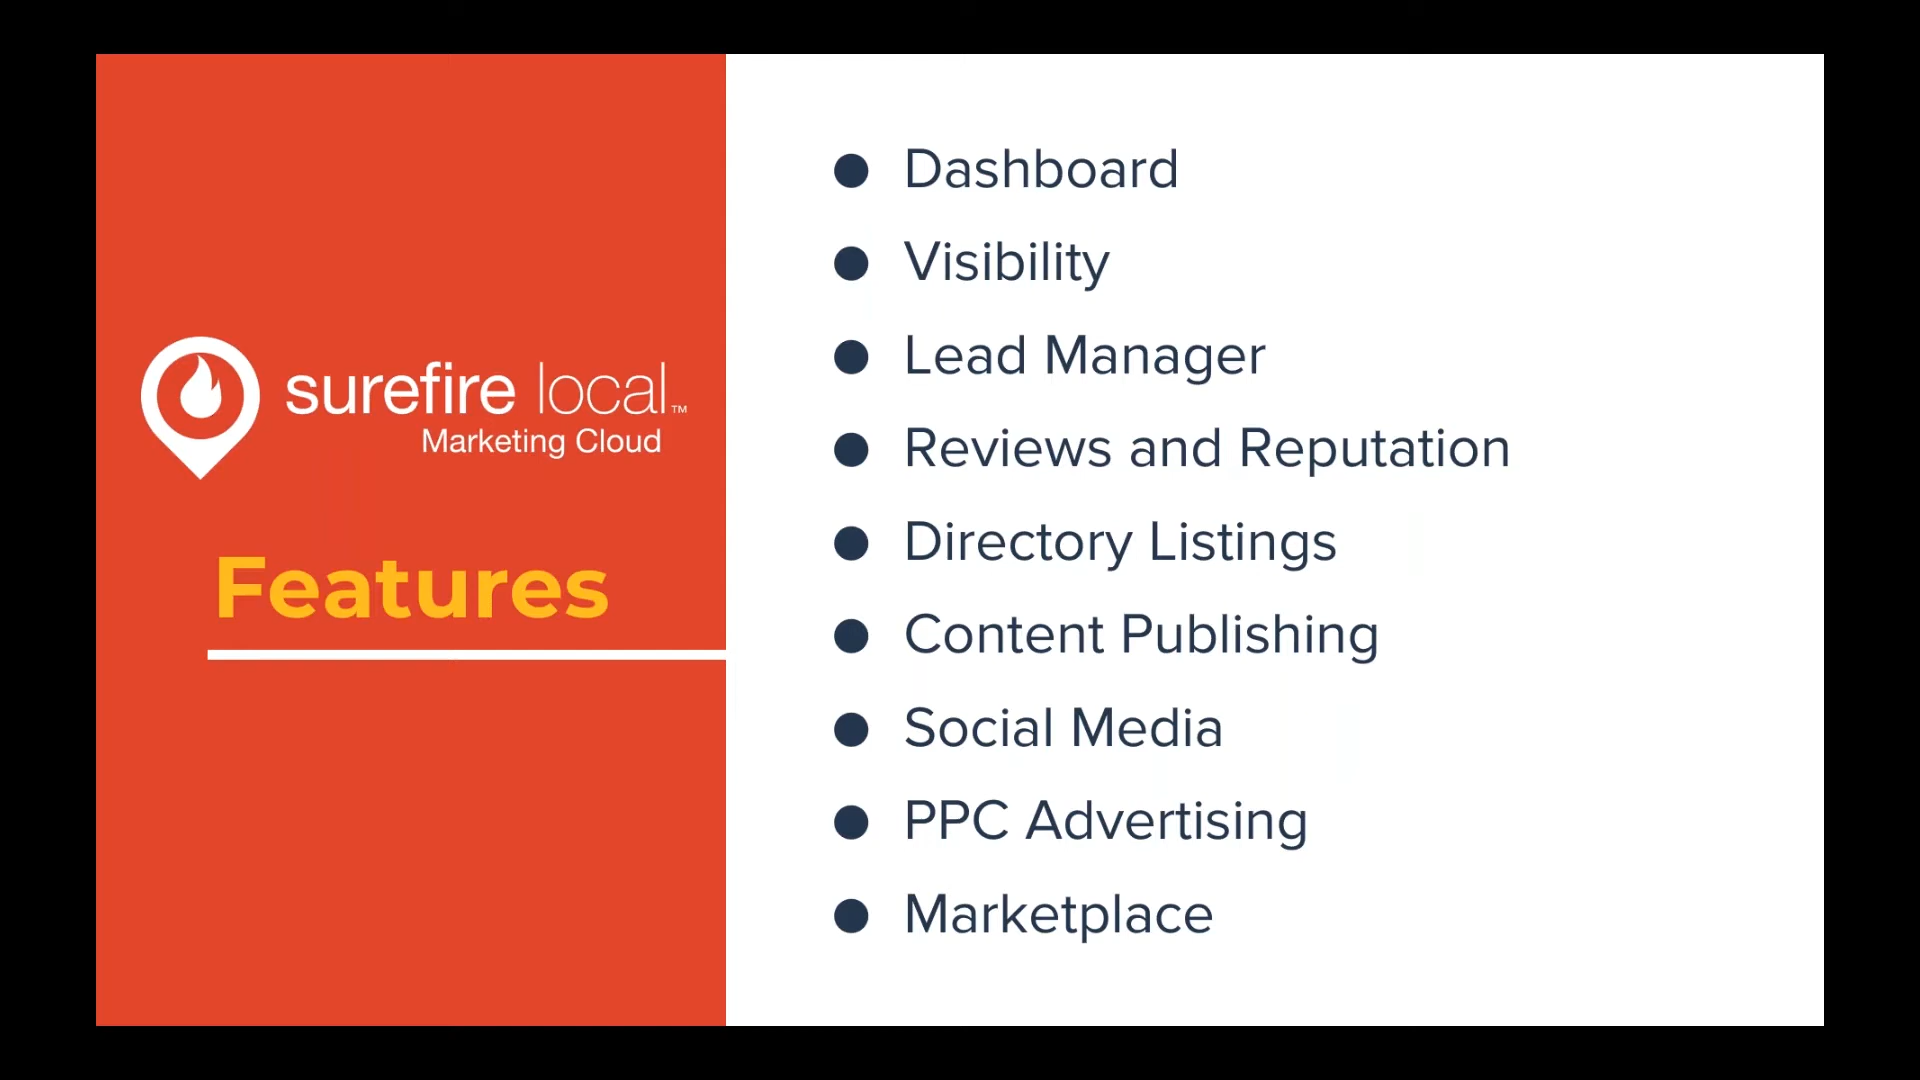 surefire local™
Marketing Cloud
Features
● Dashboard
● Visibility
● Lead Manager
● Reviews and Reputation
● Directory Listings
● Content Publishing
● Social Media
● PPC Advertising
● Marketplace